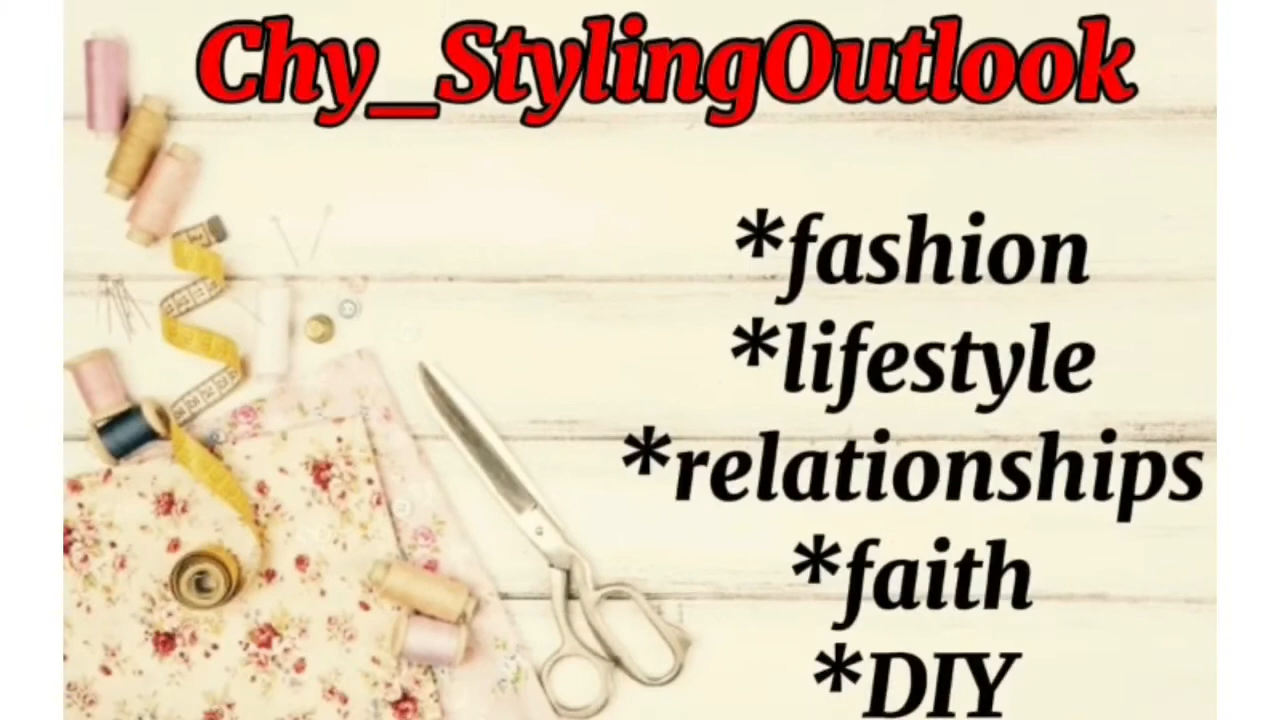 Chy_StylingOutlook
*fashion
*lifestyle
*relationships
*faith
*DIY